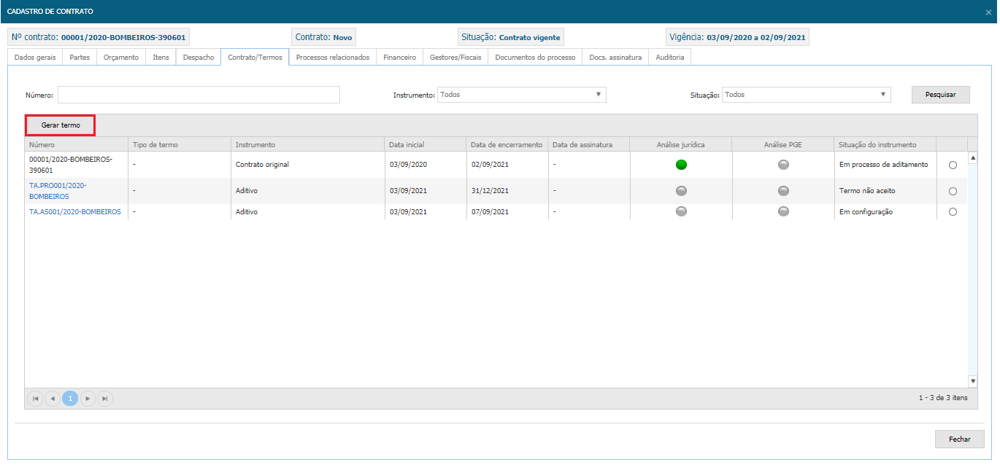 CADASTRO DE CONTRATO
Nº contrato: 00001/2020-BOMBEIROS-390601 Contrato: Novo Situação: Contrato vigente Vigência: 03/09/2020 a 02/09/2021
Dados gerais Partes Orçamento Itens Despacho Contrato/Termos Processos relacionados Financeiro Gestores/Fiscais Documentos do processo Docs. assinatura Auditoria
Número: Instrumento: Todos Situação: Todos Pesquisar
Gerar termo
Número Tipo de termo Instrumento Data inicial Data de encerramento Data de assinatura Análise jurídica Análise PGE Situação do instrumento
00001/2020-BOMBEIROS-
390601 - Contrato original 03/09/2020 02/09/2021 - Em processo de aditamento
TA.PRO001/2020-
BOMBEIROS - Aditivo 03/09/2021 31/12/2021 - Termo não aceito
TA.AS001/2020-BOMBEIROS - Aditivo 03/09/2021 07/09/2021 - Em configuração
1 1 - 3 de 3 itens
Fechar